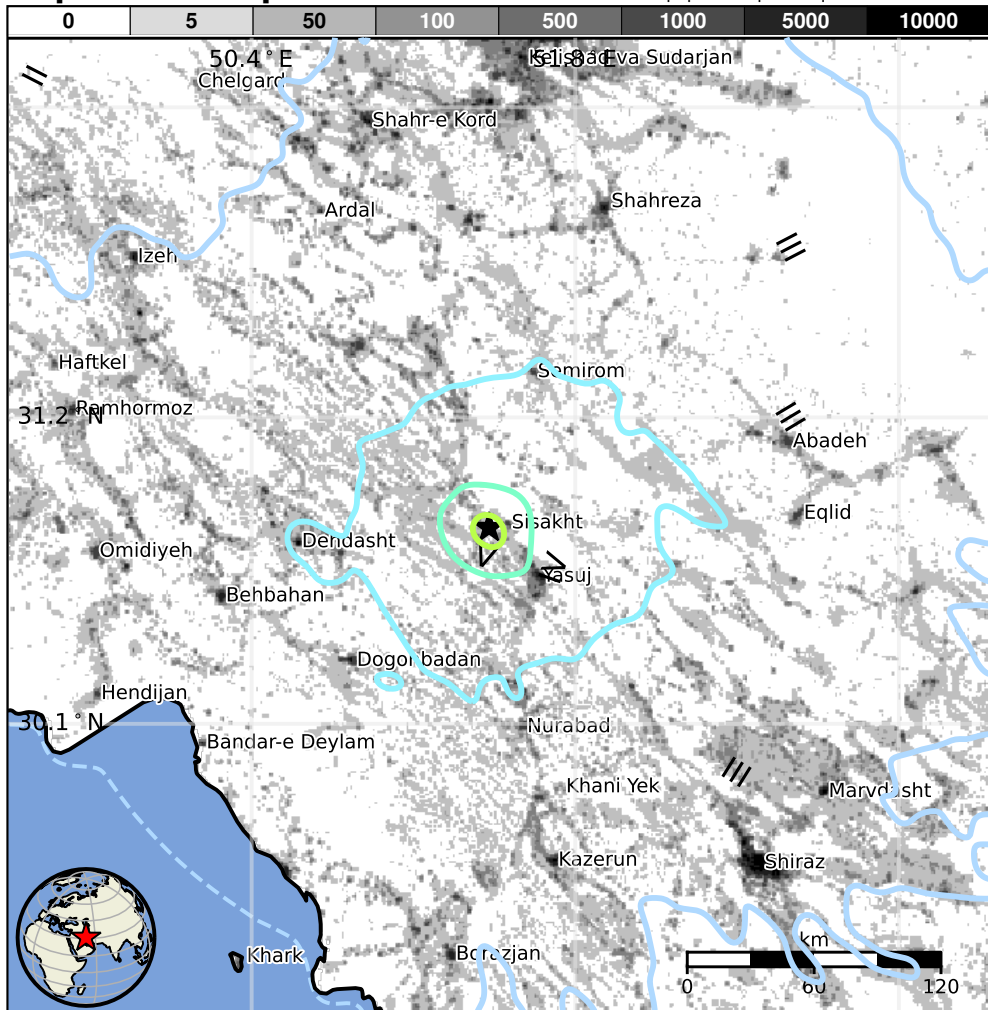 0 5 50 100 500 1000 5000 10000
50.4°E 51.8°E
Chelgard
Shahr-e Kord
Shahreza
Ardal
Izeh
Haftkel
Semirom
31.2°N
Ramhormoz
Abadeh
Eqlid
Sisakht
Dehdasht
Omidiyeh
Yasuj
Behbahan
Dogonbadan
Hendijan
30.1°N
Nurabad
Bandar-e Deylam
Khani Yek
Marvdasht
Kazerun
Shiraz
Khark
Borazjan
km
0 60 120